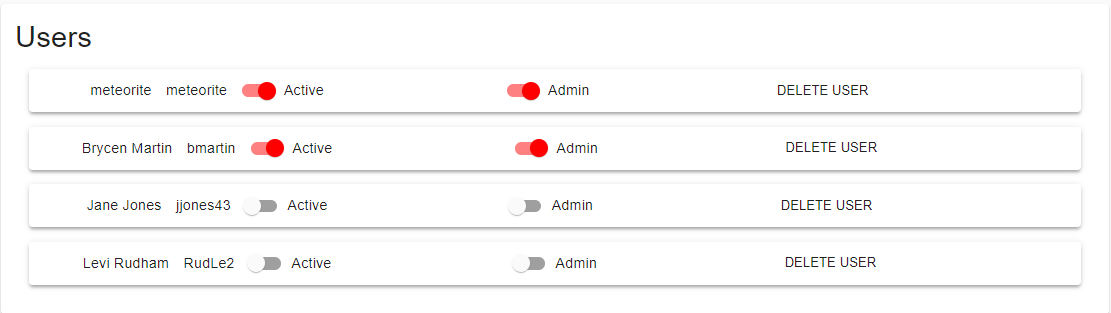 Users
meteorite meteorite Active Admin DELETE USER
Brycen Martin bmartin Active Admin DELETE USER
Jane Jones jjones43 Active Admin DELETE USER
Levi Rudham RudLe2 Active Admin DELETE USER